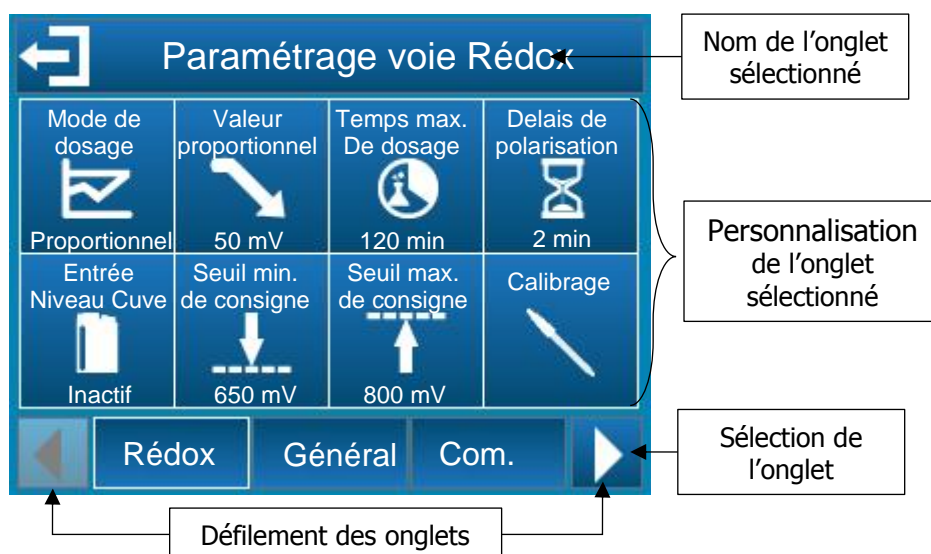 Paramétrage voie Rédox
Nom de l’onglet
sélectionné
Mode de
dosage
Proportionnel
Valeur
proportionnel
50 mV
Temps max.
De dosage
120 min
Delais de
polarisation
2 min
Entrée
Niveau Cuve
Inactif
Seuil min.
de consigne
650 mV
Seuil max.
de consigne
800 mV
Calibrage
Personnalisation
de l’onglet
sélectionné
Rédox
Général
Com.
Sélection de
l’onglet
Défilement des onglets